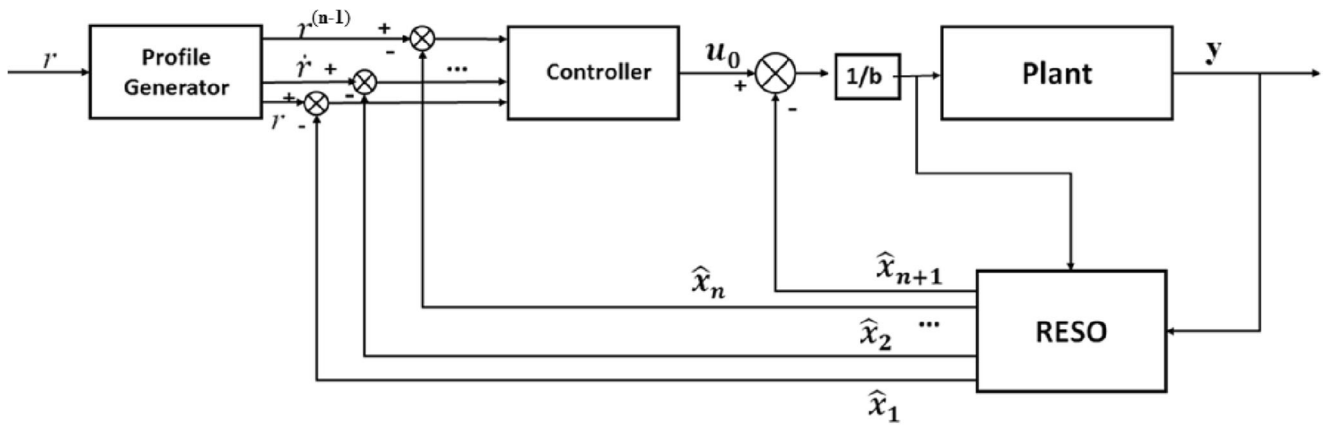 r
Profile
Generator
r^(n-1)
+
-
ṙ
+
-
r
+
-
...
Controller
u₀
+
-
1/b
Plant
y
x̂ₙ₊₁
x̂ₙ
...
x̂₂
x̂₁
RESO